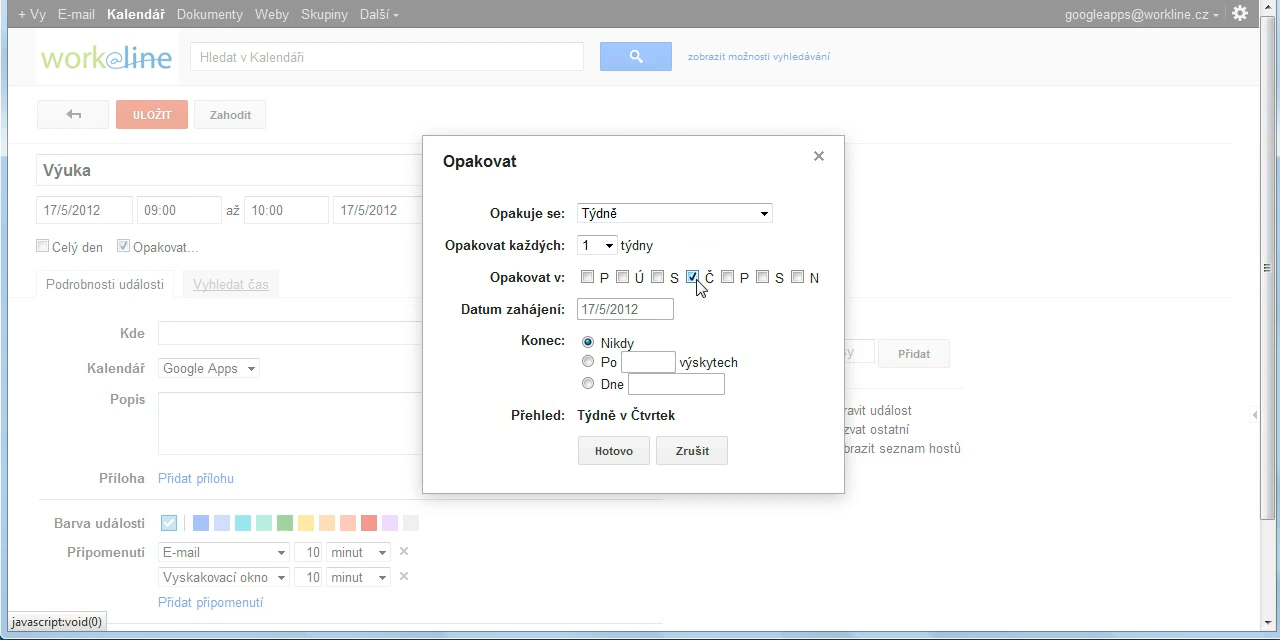 + Vy E-mail Kalendář Dokumenty Weby Skupiny Další googleapps@workline.cz
work@line Hledat v Kalendáři zobrazit možnosti vyhledávání
ULOŽIT Zahodit
Výuka
17/5/2012 09:00 až 10:00 17/5/2012
Celý den Opakovat...
Podrobnosti události Vyhledat čas
Kde
Kalendář Google Apps
Popis
Příloha Přidat přílohu
Barva události
Připomenutí E-mail 10 minut
Vyskakovací okno 10 minut
Přidat připomenutí
Opakovat
Opakuje se: Týdně
Opakovat každých: 1 týdny
Opakovat v: P Ú S Č P S N
Datum zahájení: 17/5/2012
Konec: Nikdy
Po výskytech
Dne
Přehled: Týdně v Čtvrtek
Hotovo Zrušit
Přidat
událost
ostatní
seznam hostů
javascript:void(0)